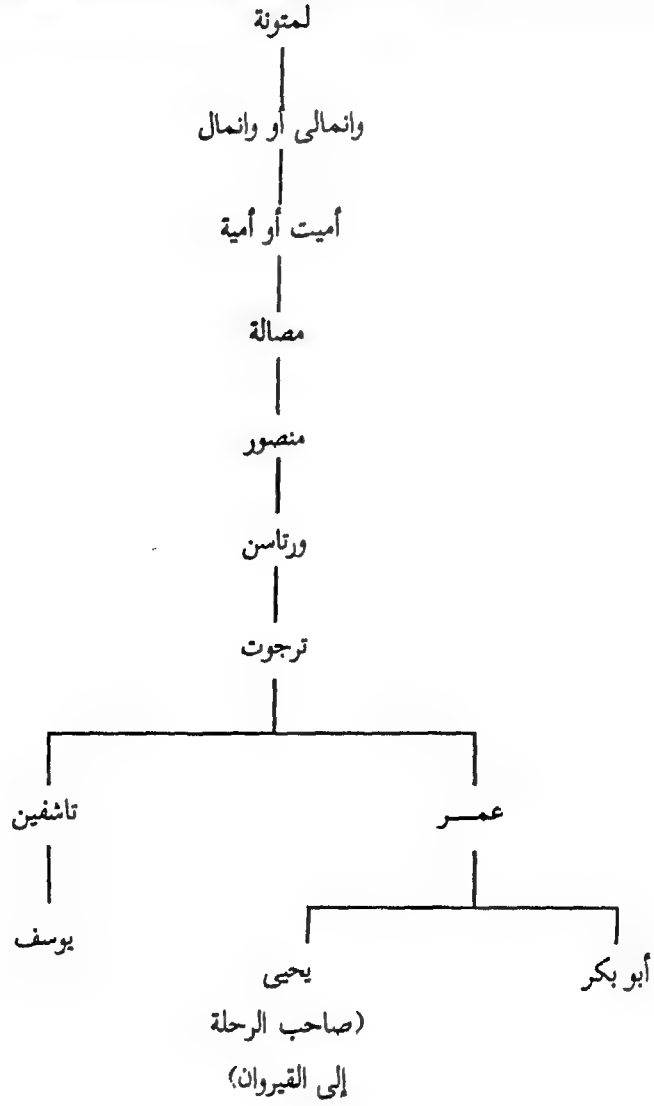 لمتونة
وانمالى أو وانمال
أميت أو أمية
مصالة
منصور
ورتاسن
ترجوت
عمـــر
تاشفين
أبو بكر
يحيى
(صاحب الرحلة
إلى القيروان)
يوسف